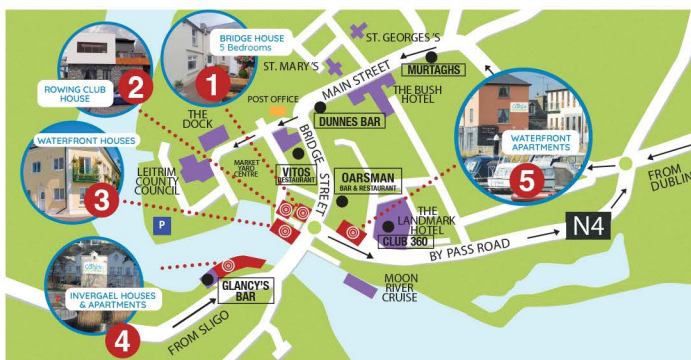 BRIDGE HOUSE
5 Bedrooms
1
2
ROWING CLUB
HOUSE
WATERFRONT HOUSES
3
INVERGAEL HOUSES
& APARTMENTS
4
WATERFRONT
APARTMENTS
5
ST. GEORGES'S
ST. MARY'S
MURTAGHS
MAIN STREET
THE BUSH
HOTEL
POST OFFICE
DUNNES BAR
THE
DOCK
BRIDGE STREET
MARKET
YARD
CENTRE
VITOS
RESTAURANT
OARSMAN
BAR & RESTAURANT
LEITRIM
COUNTY
COUNCIL
P
THE
LANDMARK
HOTEL
CLUB 360
BY PASS ROAD
N4
FROM
DUBLIN
MOON
RIVER
CRUISE
GLANCY'S
BAR
FROM SLIGO